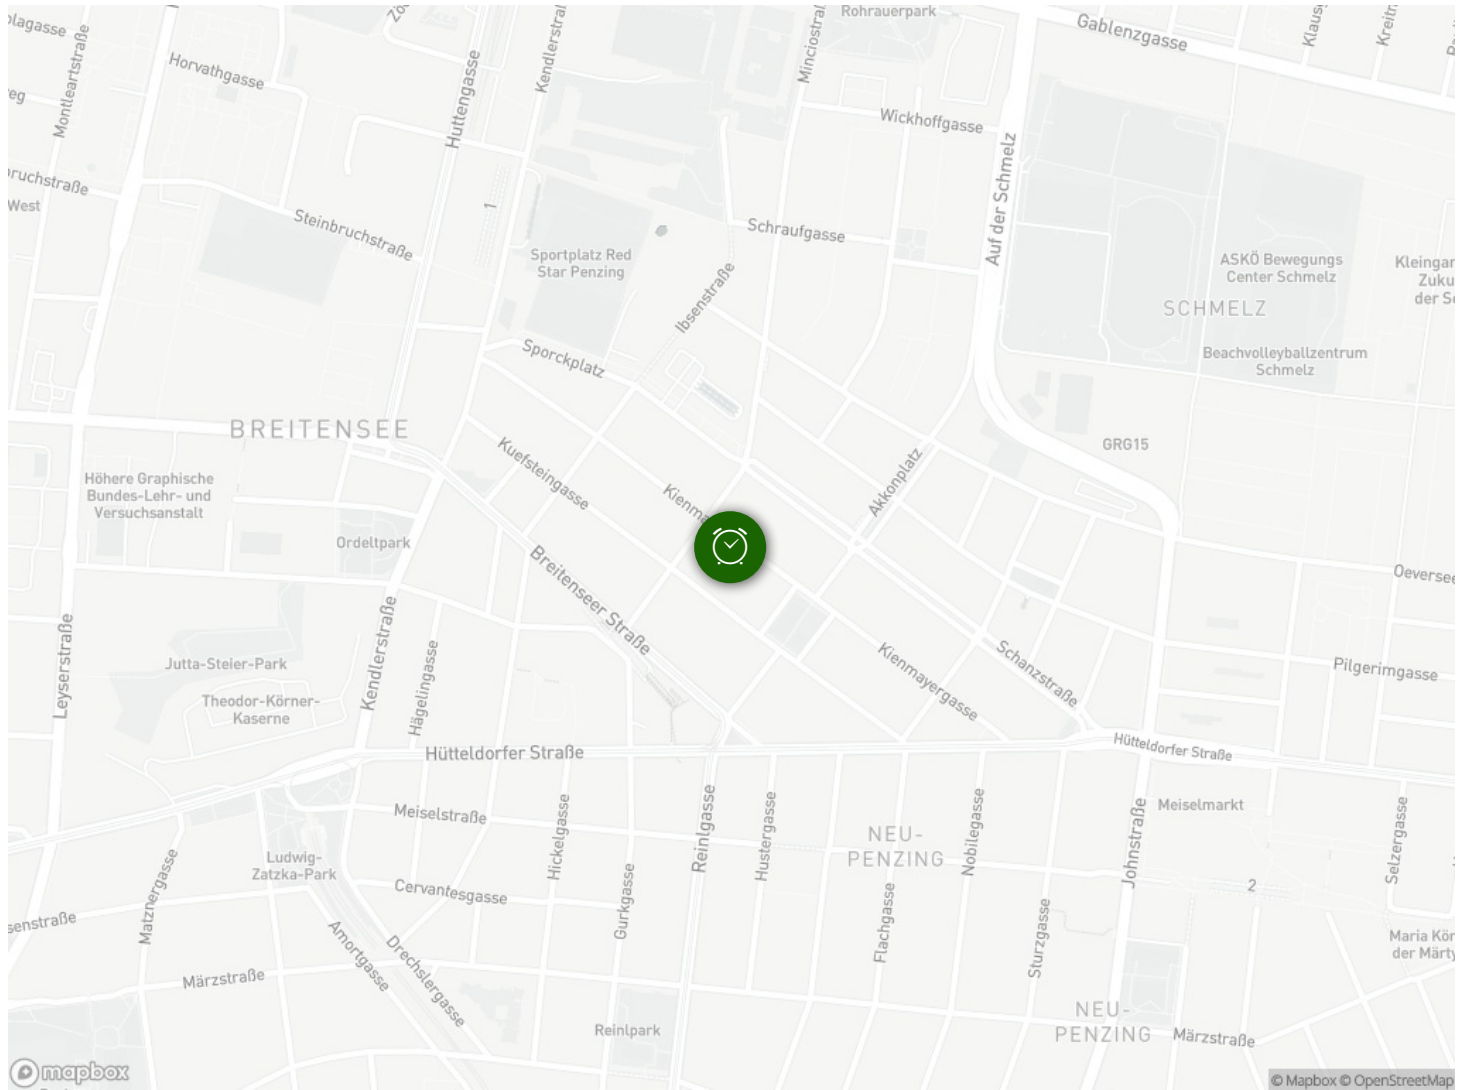 Rohrauerpark
Gablenzgasse
Horvathgasse
Montleartstraße
Huttengasse
Wickhoffgasse
West
Steinbruchstraße
1
Schraufgasse
Auf der Schmelz
Sportplatz Red
Star Penzing
Ibsenstraße
ASKÖ Bewegungs
Center Schmelz
SCHMELZ
Sporckplatz
Beachvolleyballzentrum
Schmelz
BREITENSEE
GRG15
Kuefsteingasse
Akkonplatz
Höhere Graphische
Bundes-Lehr- und
Versuchsanstalt
Ordeltpark
Breitenseer Straße
Leyserstraße
Kendlerstraße
Hägelingasse
Jutta-Steier-Park
Theodor-Körner-
Kaserne
Kienmayergasse
Schanzstraße
Pilgerimgasse
Hütteldorfer Straße
Hütteldorfer Straße
Meiselmarkt
Meiselstraße
Hickelgasse
Reinlgasse
Hustergasse
NEU-
PENZING
Nobilegasse
Johnstraße
Selzergasse
Ludwig-
Zatzka-Park
Cervantesgasse
Gurkgasse
Flachgasse
Sturzgasse
2
Matznergasse
Amortgasse
Drechslergasse
Märzstraße
Reinlpark
NEU-
PENZING
Märzstraße
mapbox
© Mapbox © OpenStreetMap